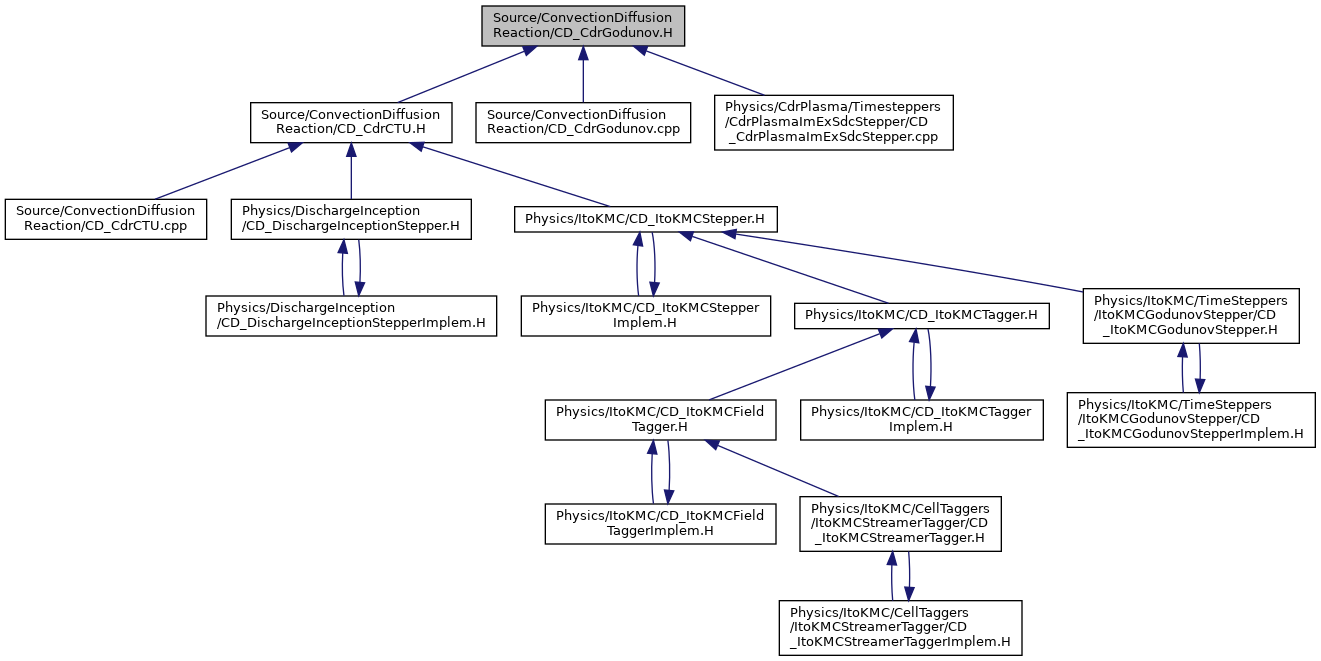 Source/ConvectionDiffusion
Reaction/CD_CdrGodunov.H
Source/ConvectionDiffusion
Reaction/CD_CdrCTU.H
Source/ConvectionDiffusion
Reaction/CD_CdrGodunov.cpp
Physics/CdrPlasma/Timesteppers
/CdrPlasmaImExSdcStepper/CD
_CdrPlasmaImExSdcStepper.cpp
Source/ConvectionDiffusion
Reaction/CD_CdrCTU.cpp
Physics/DischargeInception
/CD_DischargeInceptionStepper.H
Physics/ItoKMC/CD_ItoKMCStepper.H
Physics/DischargeInception
/CD_DischargeInceptionStepperImplem.H
Physics/ItoKMC/CD_ItoKMCStepper
Implem.H
Physics/ItoKMC/CD_ItoKMCTagger.H
Physics/ItoKMC/TimeSteppers
/ItoKMCGodunovStepper/CD
_ItoKMCGodunovStepper.H
Physics/ItoKMC/CD_ItoKMCField
Tagger.H
Physics/ItoKMC/CD_ItoKMCTagger
Implem.H
Physics/ItoKMC/TimeSteppers
/ItoKMCGodunovStepper/CD
_ItoKMCGodunovStepperImplem.H
Physics/ItoKMC/CD_ItoKMCField
TaggerImplem.H
Physics/ItoKMC/CellTaggers
/ItoKMCStreamerTagger/CD
_ItoKMCStreamerTagger.H
Physics/ItoKMC/CellTaggers
/ItoKMCStreamerTagger/CD
_ItoKMCStreamerTaggerImplem.H